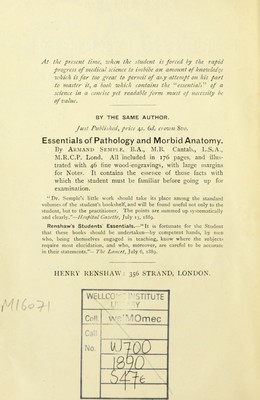 At the present time, when the student is forced by the rapid
progress of medical science to imbibe an amount of knowledge
which is far too great to permit of any attempt on his part
to master it, a book which contains the "essentials" of a
science in a concise yet readable form must of necessity be
of value.
BY THE SAME AUTHOR.
Just Published, price 4s. 6d. crown 8vo.
Essentials of Pathology and Morbid Anatomy.
By ARMAND SEMPLE, B.A., M.B. Cantab., L.S.A.,
M.R.C.P. Lond. All included in 176 pages, and illus-
trated with 46 fine wood-engravings, with large margins
for Notes. It contains the essence of those facts with
which the student must be familiar before going up for
examination.
"Dr. Semple's little work should take its place among the standard
volumes of the student's bookshelf, and will be found useful not only to the
student, but to the practitioner. The points are summed up systematically
and clearly."—Hospital Gazette, July 13, 1889.
Renshaw's Students' Essentials.—"It is fortunate for the Student
that these books should be undertaken—by competent hands, by men
who, being themselves engaged in teaching, know where the subjects
require most elucidation, and who, moreover, are careful to be accurate
in their statements."—The Lancet, July 6, 1889.
HENRY RENSHAW: 356 STRAND, LONDON.
M16071
WELLCOME INSTITUTE
LIBRARY
Coll. welMOmec
Call
No. W700
1890
S47e